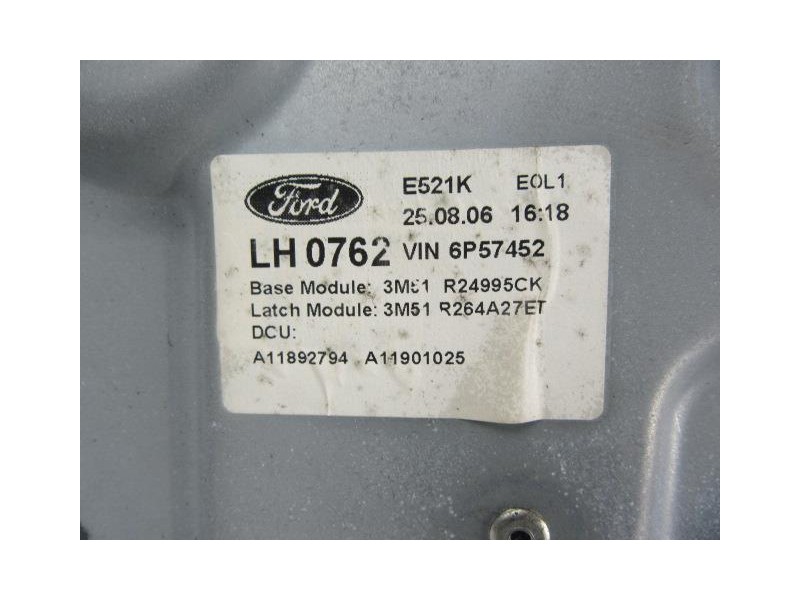 Ford E521K EOL1
25.08.06 16:18
LH 0762 VIN 6P57452
Base Module: 3M51 R24995CK
Latch Module: 3M51 R264A27ET
DCU:
A11892794 A11901025